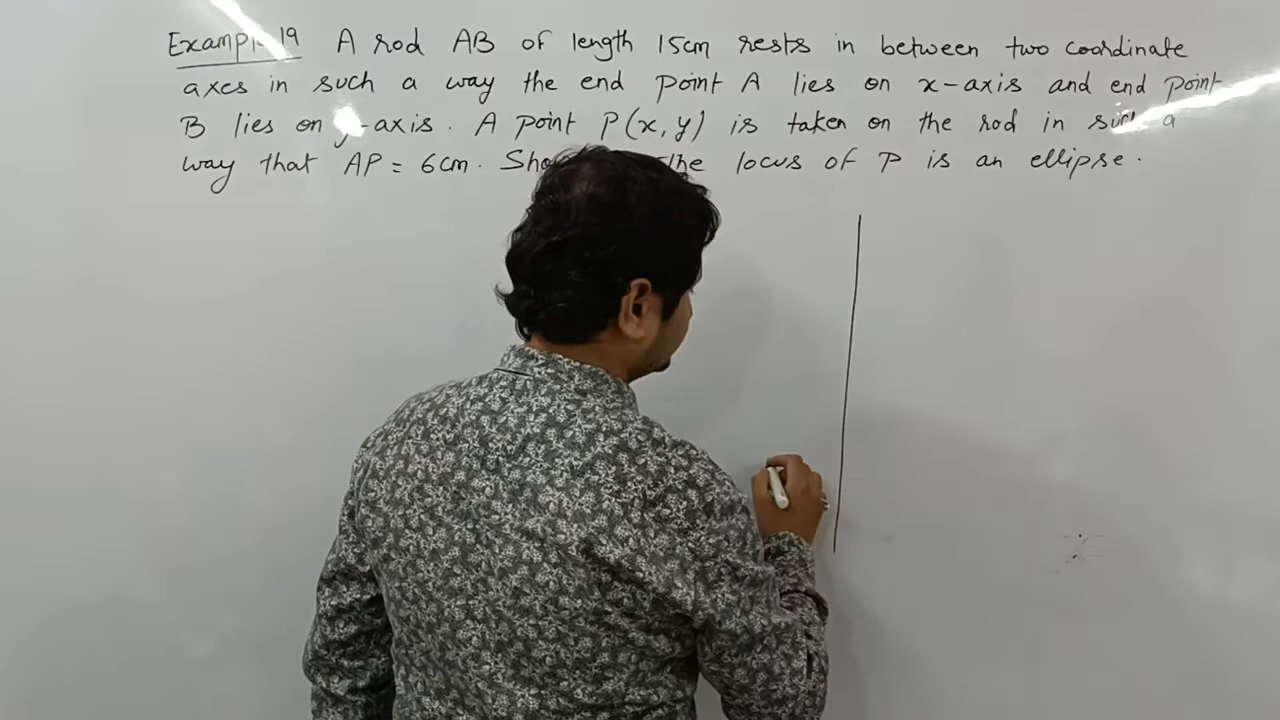 Example 19 A rod AB of length 15cm rests in between two coordinate
axes in such a way the end point A lies on x-axis and end point
B lies on y-axis. A point P(x, y) is taken on the rod in such a
way that AP = 6cm. Sho the locus of P is an ellipse.